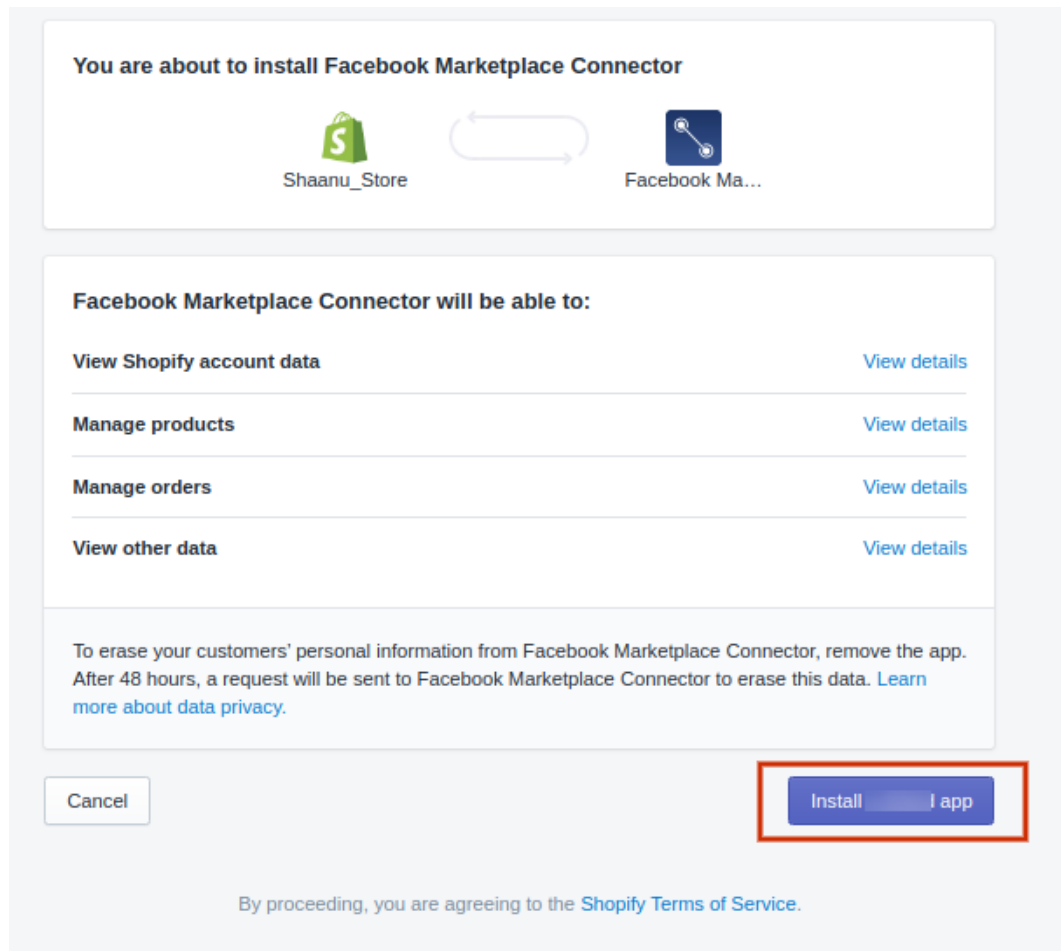 You are about to install Facebook Marketplace Connector
Shaanu_Store
Facebook Ma...
Facebook Marketplace Connector will be able to:
View Shopify account data
View details
Manage products
View details
Manage orders
View details
View other data
View details
To erase your customers’ personal information from Facebook Marketplace Connector, remove the app.
After 48 hours, a request will be sent to Facebook Marketplace Connector to erase this data. Learn
more about data privacy.
Cancel
Install app
By proceeding, you are agreeing to the Shopify Terms of Service.